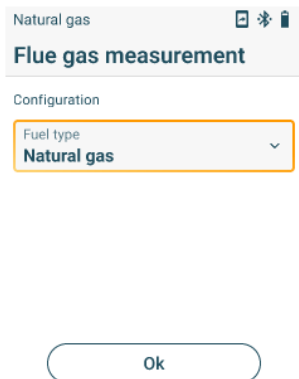 Natural gas
Flue gas measurement
Configuration
Fuel type
Natural gas
Ok